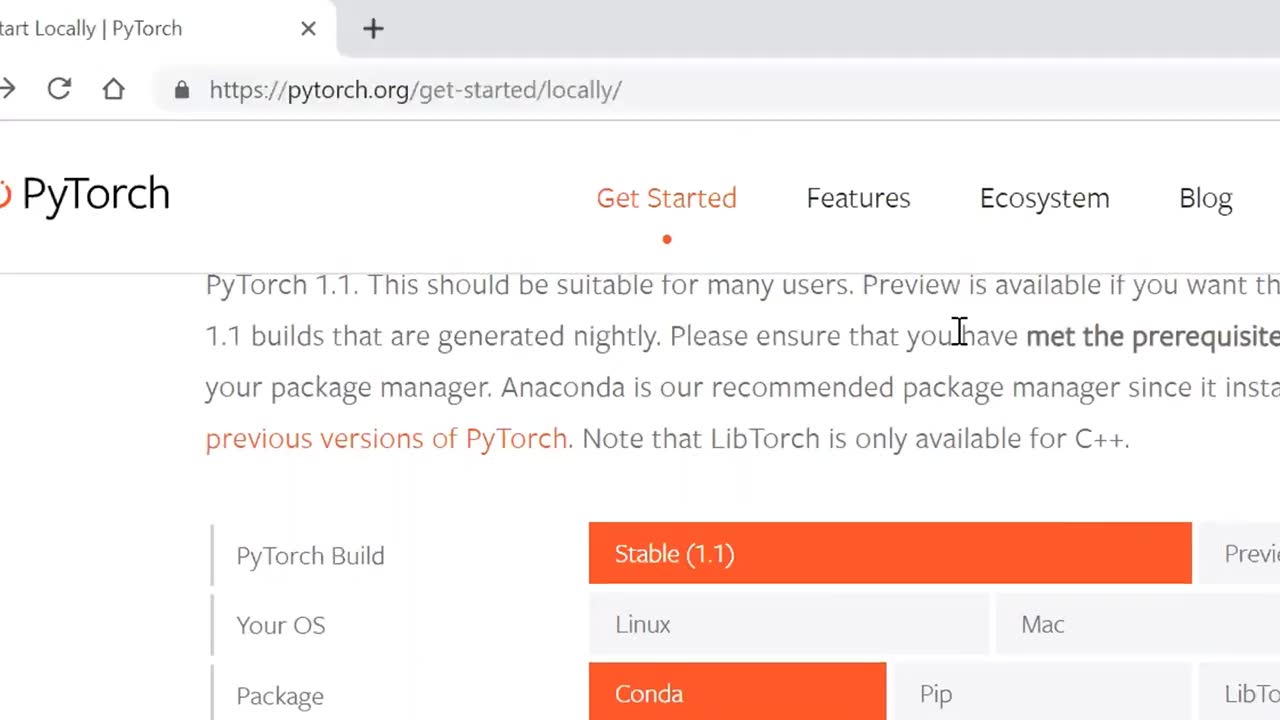 tart Locally | PyTorch
https://pytorch.org/get-started/locally/
PyTorch
Get Started
Features
Ecosystem
Blog
PyTorch 1.1. This should be suitable for many users. Preview is available if you want th
1.1 builds that are generated nightly. Please ensure that you have met the prerequisite
your package manager. Anaconda is our recommended package manager since it insta
previous versions of PyTorch. Note that LibTorch is only available for C++.
PyTorch Build
Stable (1.1)
Previe
Your OS
Linux
Mac
Package
Conda
Pip
LibTo